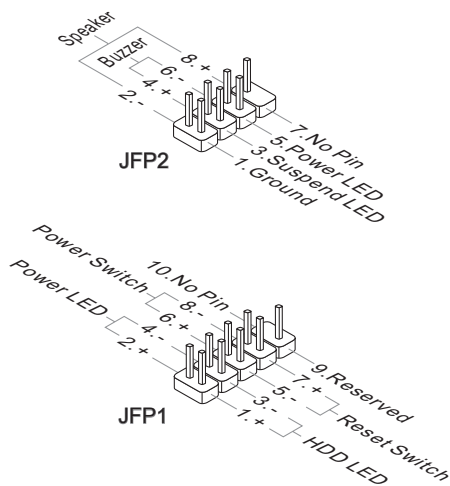 Speaker
Buzzer
8.+
6.-
4.+
2.-
7.No Pin
5.Power LED
3.Suspend LED
1.Ground
JFP2
10.No Pin
Power Switch
8.-
6.+
Power LED
4.-
2.+
9.Reserved
7.+
5.-
Reset Switch
3.-
1.+
HDD LED
JFP1